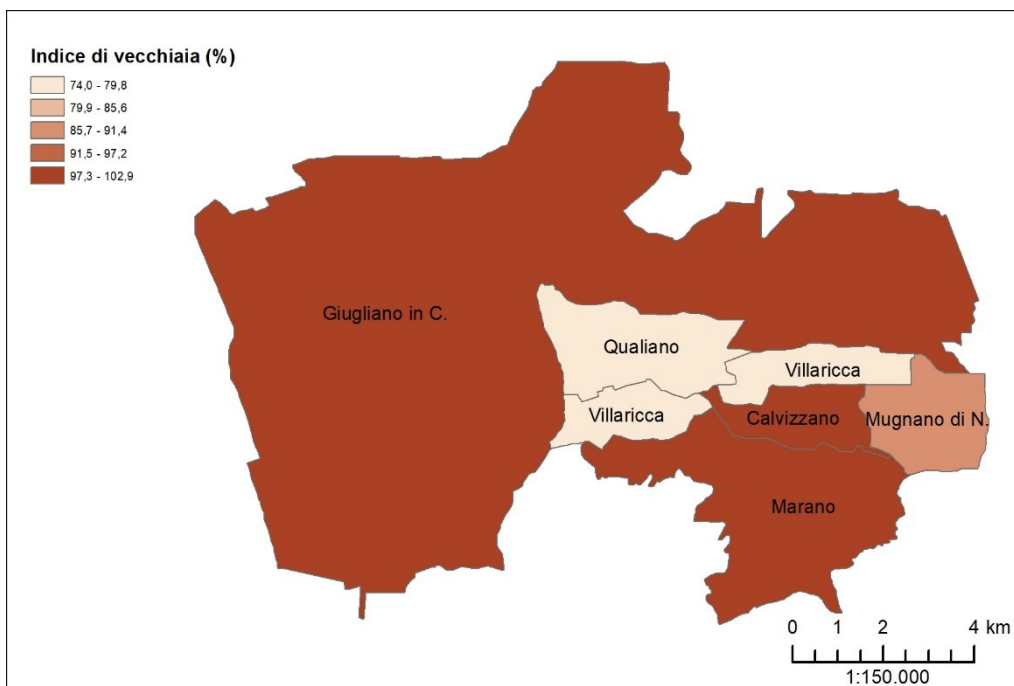 Indice di vecchiaia (%)
74,0 - 79,8
79,9 - 85,6
85,7 - 91,4
91,5 - 97,2
97,3 - 102,9
Giugliano in C.
Qualiano
Villaricca
Villaricca
Calvizzano
Mugnano di N.
Marano
0 1 2 4 km
1:150.000